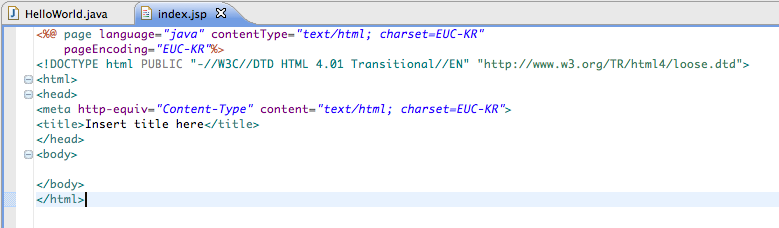 HelloWorld.java index.jsp
<%@ page language="java" contentType="text/html; charset=EUC-KR"
pageEncoding="EUC-KR"%>
<!DOCTYPE html PUBLIC "-//W3C//DTD HTML 4.01 Transitional//EN" "http://www.w3.org/TR/html4/loose.dtd">
<html>
<head>
<meta http-equiv="Content-Type" content="text/html; charset=EUC-KR">
<title>Insert title here</title>
</head>
<body>
</body>
</html>